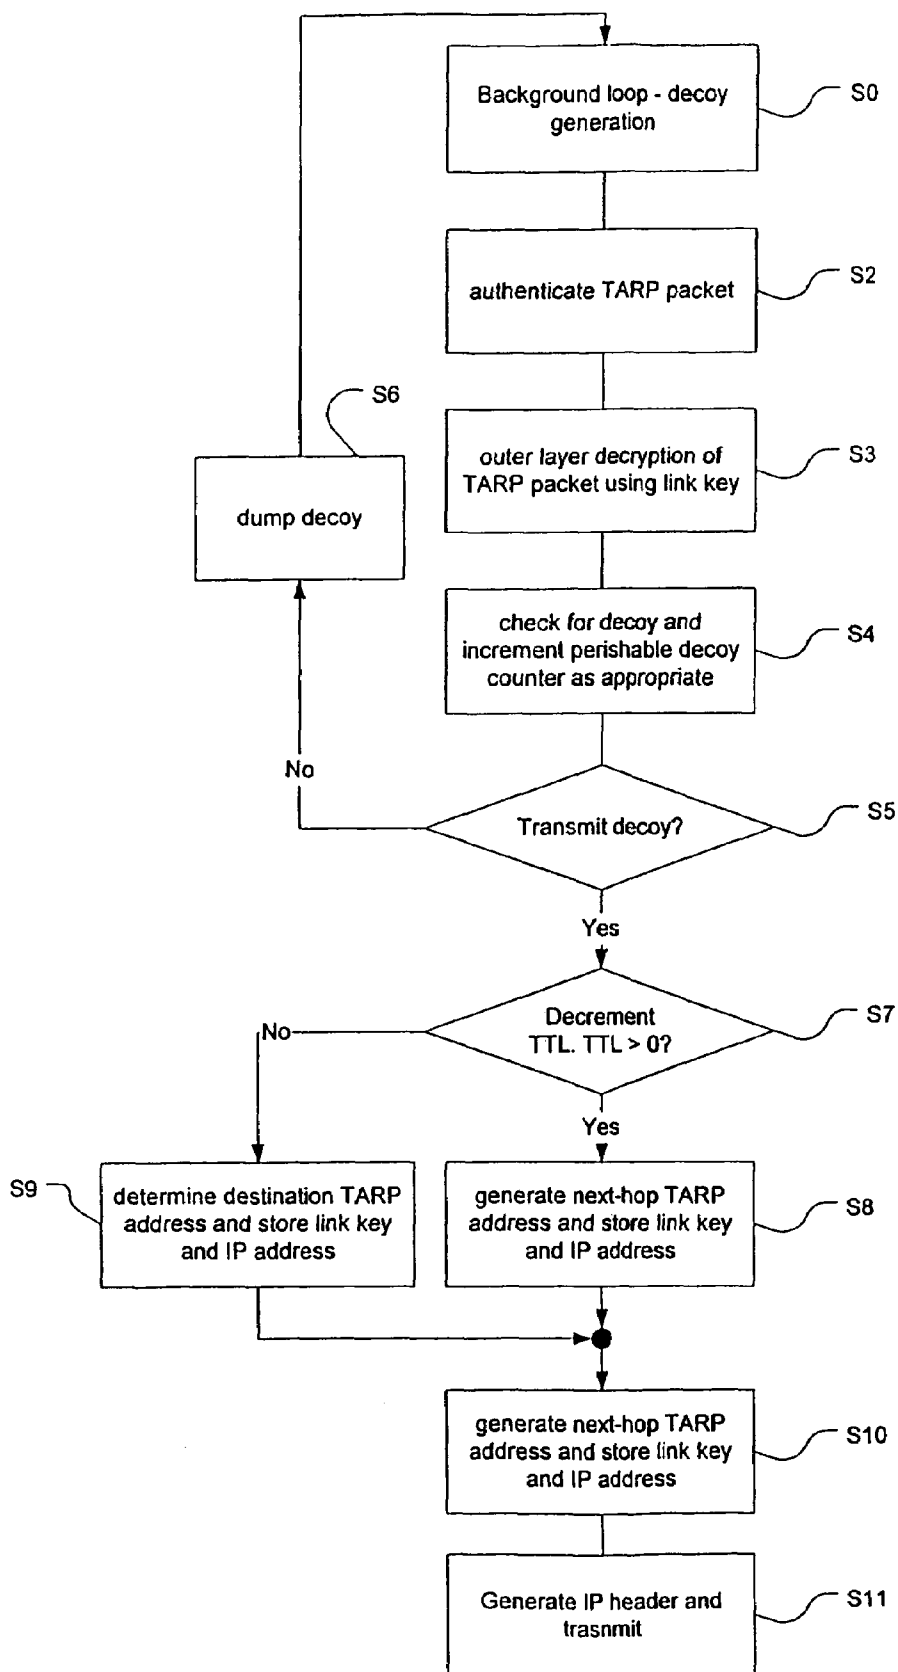 Background loop - decoy
generation
S0
authenticate TARP packet
S2
outer layer decryption of
TARP packet using link key
S3
S6
dump decoy
check for decoy and
increment perishable decoy
counter as appropriate
S4
No
Transmit decoy?
S5
Yes
Decrement
TTL. TTL > 0?
S7
No
Yes
S9
determine destination TARP
address and store link key
and IP address
generate next-hop TARP
address and store link key
and IP address
S8
generate next-hop TARP
address and store link key
and IP address
S10
Generate IP header and
trasnmit
S11